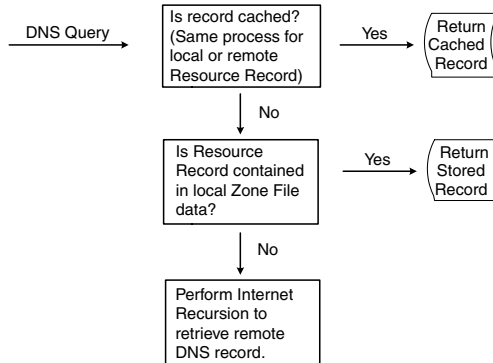 DNS Query
Is record cached?
(Same process for
local or remote
Resource Record)
Yes
Return
Cached
Record
No
Is Resource
Record contained
in local Zone File
data?
Yes
Return
Stored
Record
No
Perform Internet
Recursion to
retrieve remote
DNS record.